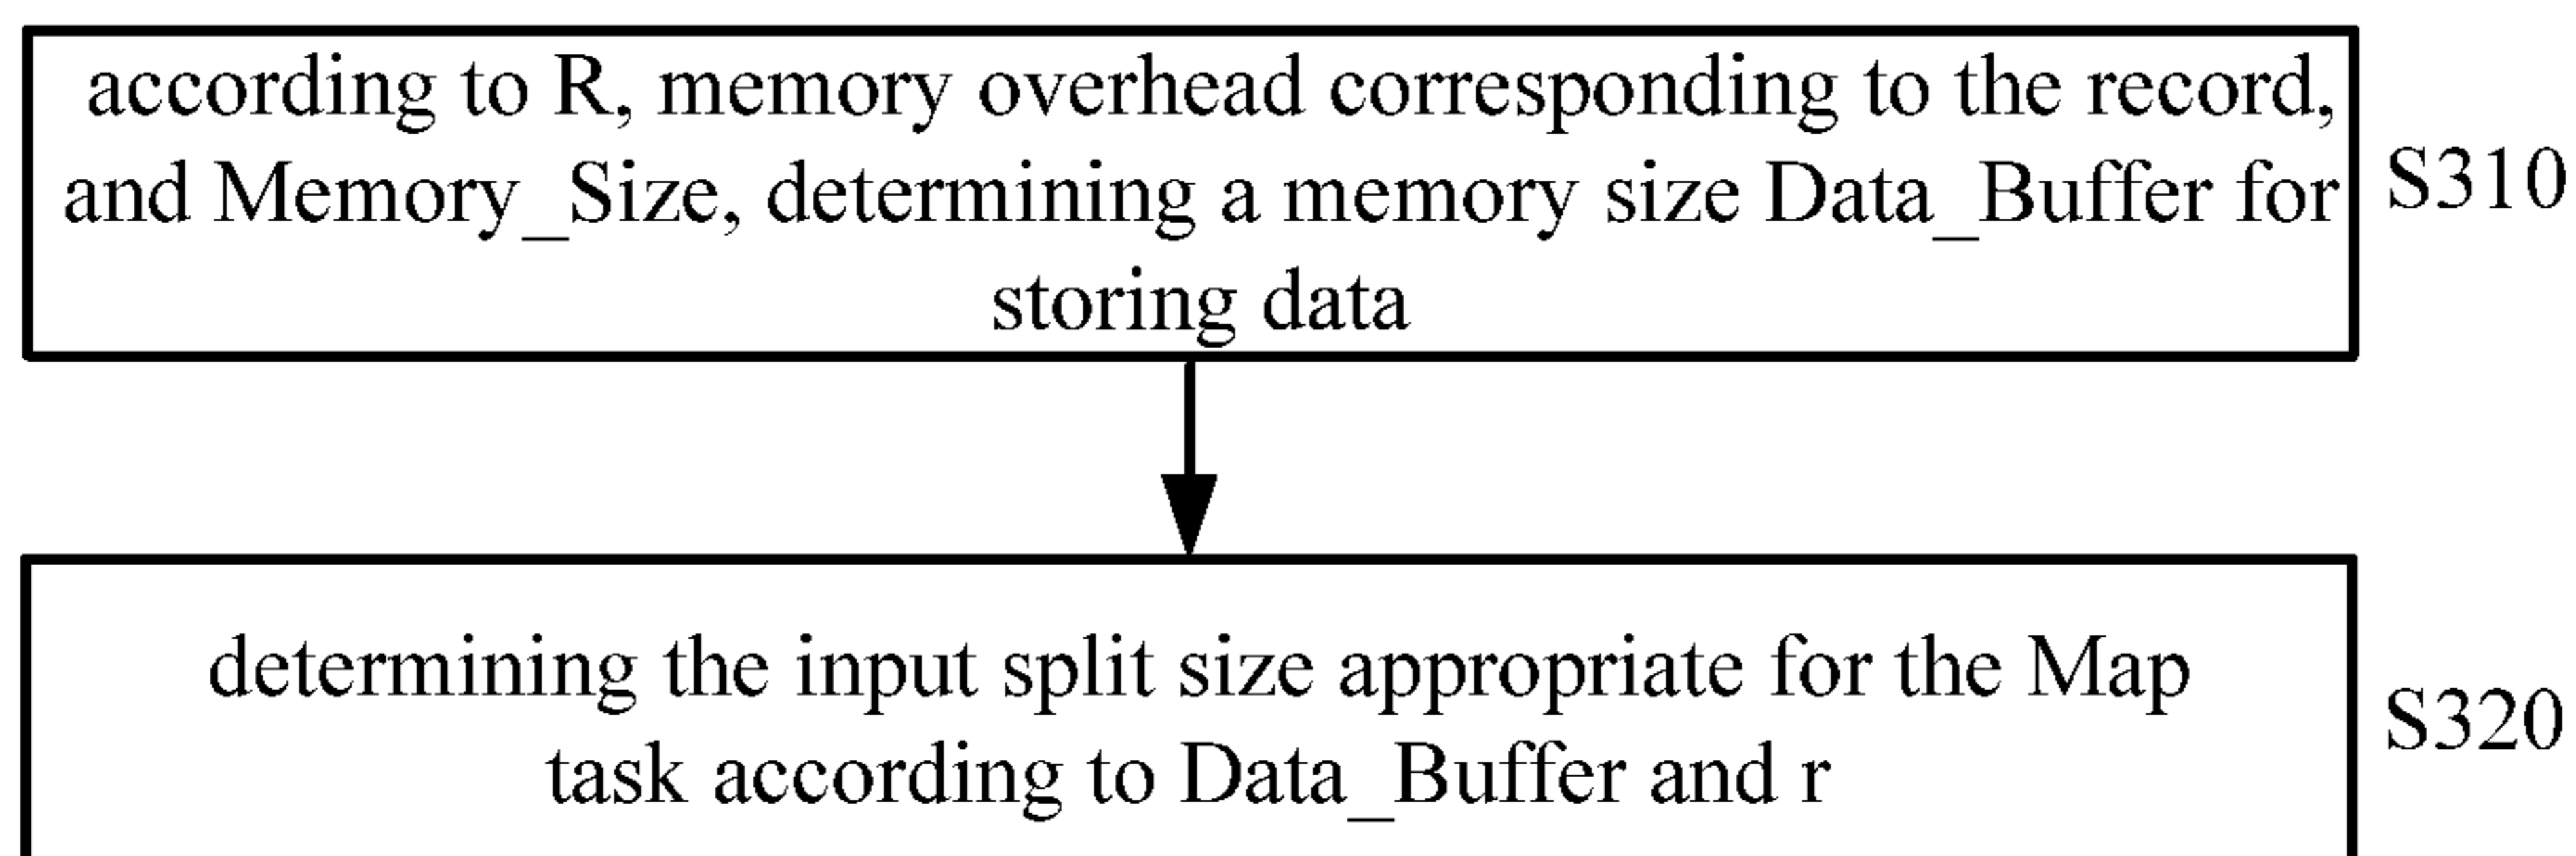 according to R, memory overhead corresponding to the record,
and Memory_Size, determining a memory size Data_Buffer for
storing data
S310
determining the input split size appropriate for the Map
task according to Data_Buffer and r
S320